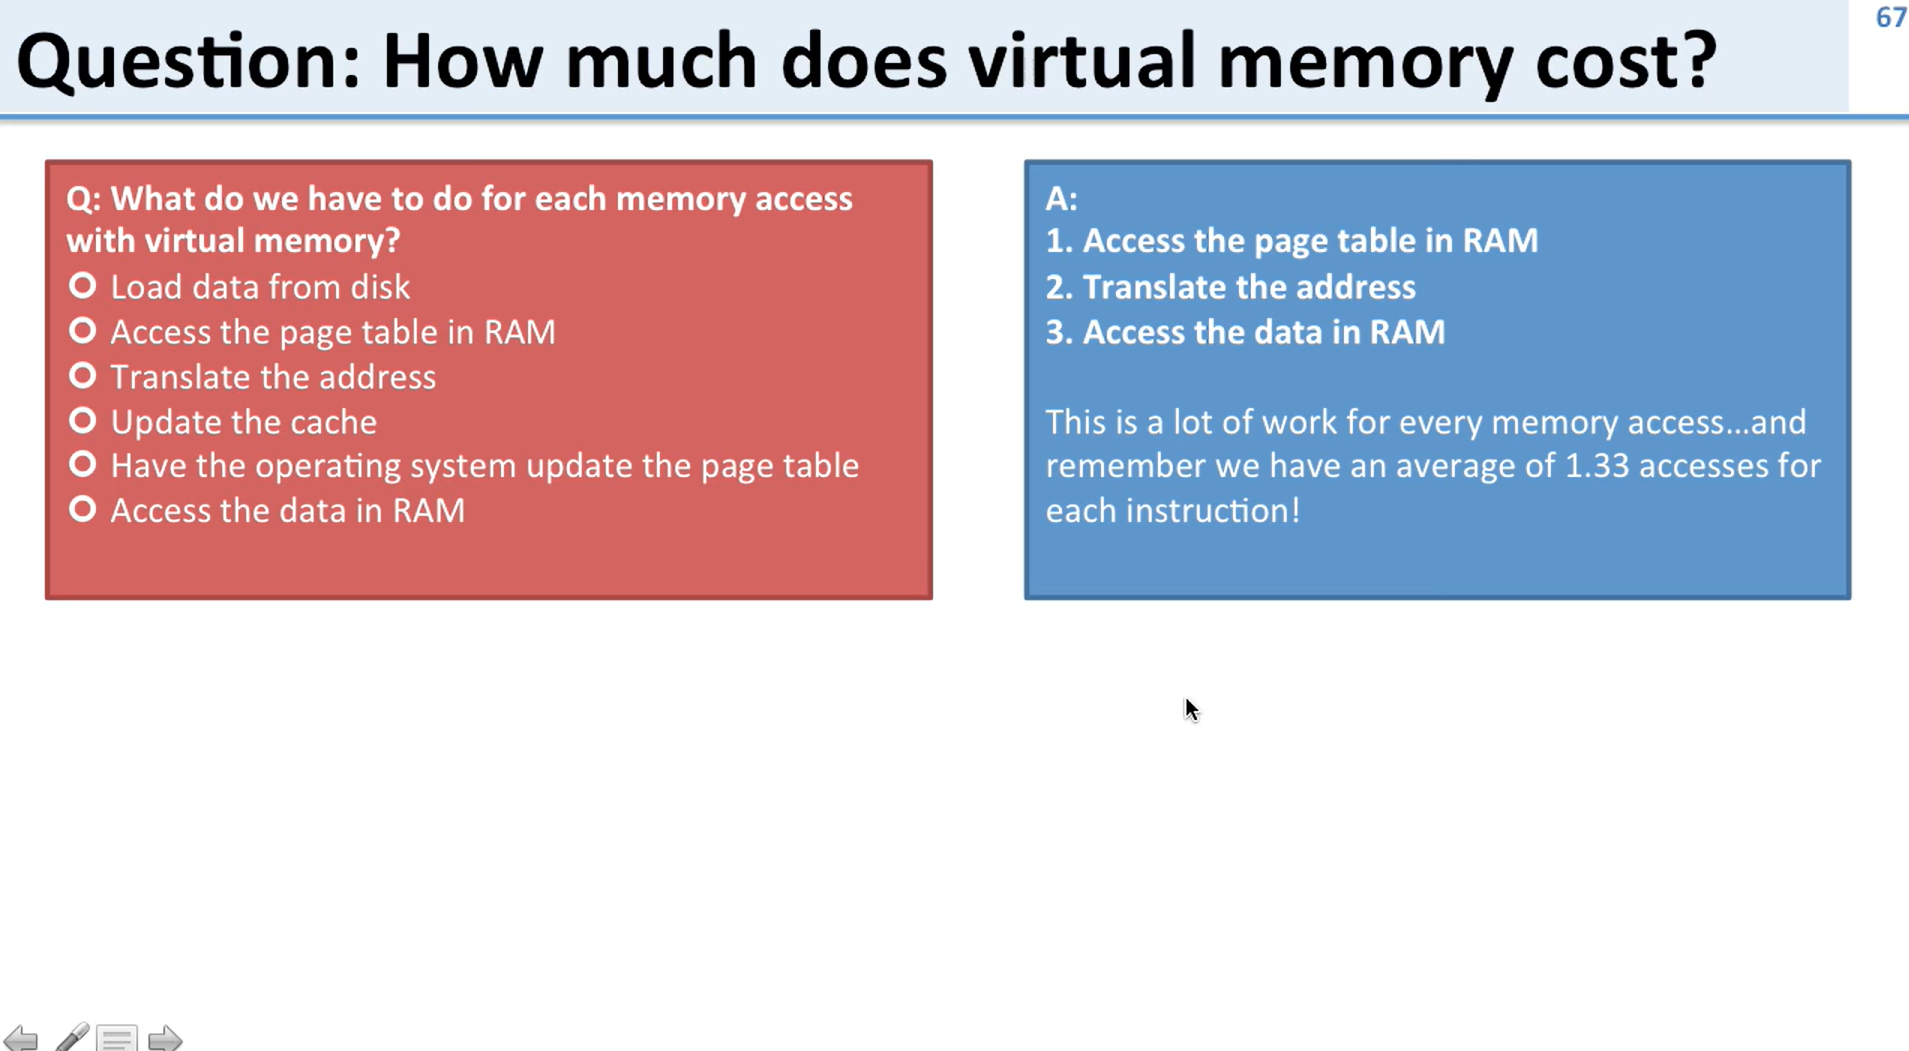 67
Question: How much does virtual memory cost?
Q: What do we have to do for each memory access
with virtual memory?
Load data from disk
Access the page table in RAM
Translate the address
Update the cache
Have the operating system update the page table
Access the data in RAM
A:
1. Access the page table in RAM
2. Translate the address
3. Access the data in RAM
This is a lot of work for every memory access...and
remember we have an average of 1.33 accesses for
each instruction!